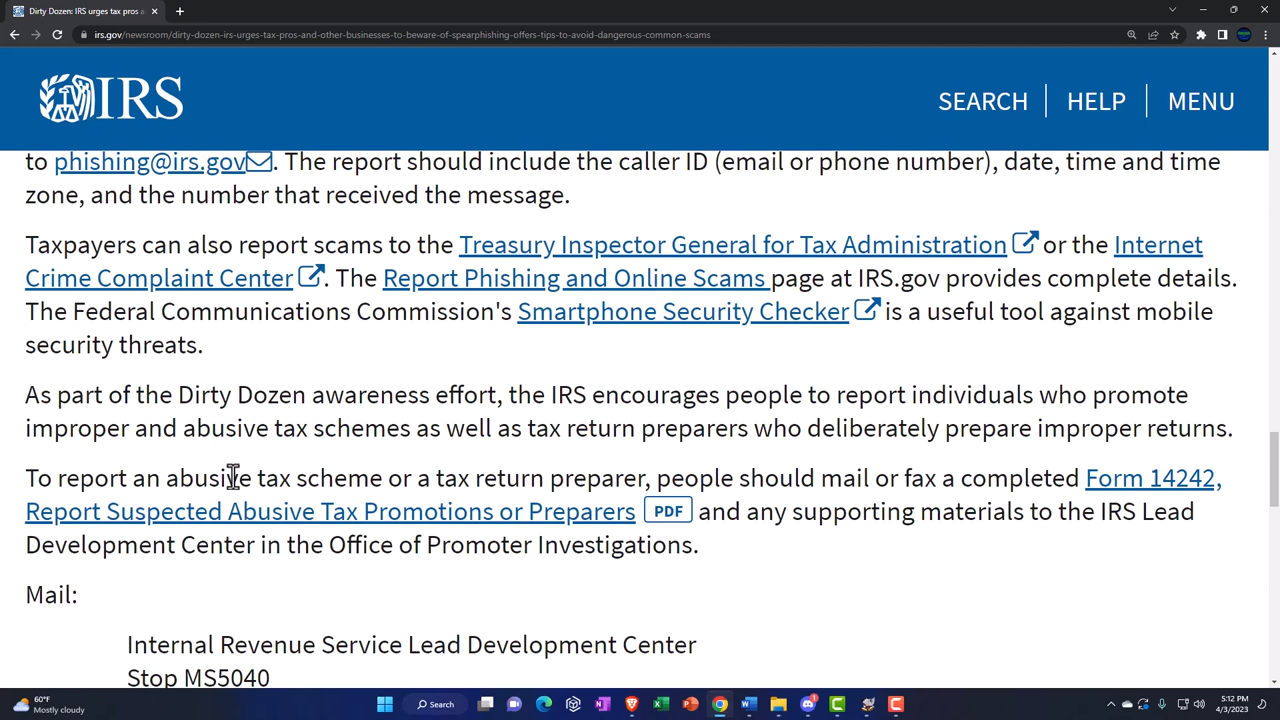 Dirty Dozen: IRS urges tax pros a
irs.gov/newsroom/dirty-dozen-irs-urges-tax-pros-and-other-businesses-to-beware-of-spearphishing-offers-tips-to-avoid-dangerous-common-scams
IRS SEARCH HELP MENU
to phishing@irs.gov. The report should include the caller ID (email or phone number), date, time and time
zone, and the number that received the message.
Taxpayers can also report scams to the Treasury Inspector General for Tax Administration or the Internet
Crime Complaint Center. The Report Phishing and Online Scams page at IRS.gov provides complete details.
The Federal Communications Commission's Smartphone Security Checker is a useful tool against mobile
security threats.
As part of the Dirty Dozen awareness effort, the IRS encourages people to report individuals who promote
improper and abusive tax schemes as well as tax return preparers who deliberately prepare improper returns.
To report an abusive tax scheme or a tax return preparer, people should mail or fax a completed Form 14242,
Report Suspected Abusive Tax Promotions or Preparers PDF and any supporting materials to the IRS Lead
Development Center in the Office of Promoter Investigations.
Mail:
Internal Revenue Service Lead Development Center
Stop MS5040
60°F
Mostly cloudy
Search
5:12 PM
4/3/2023